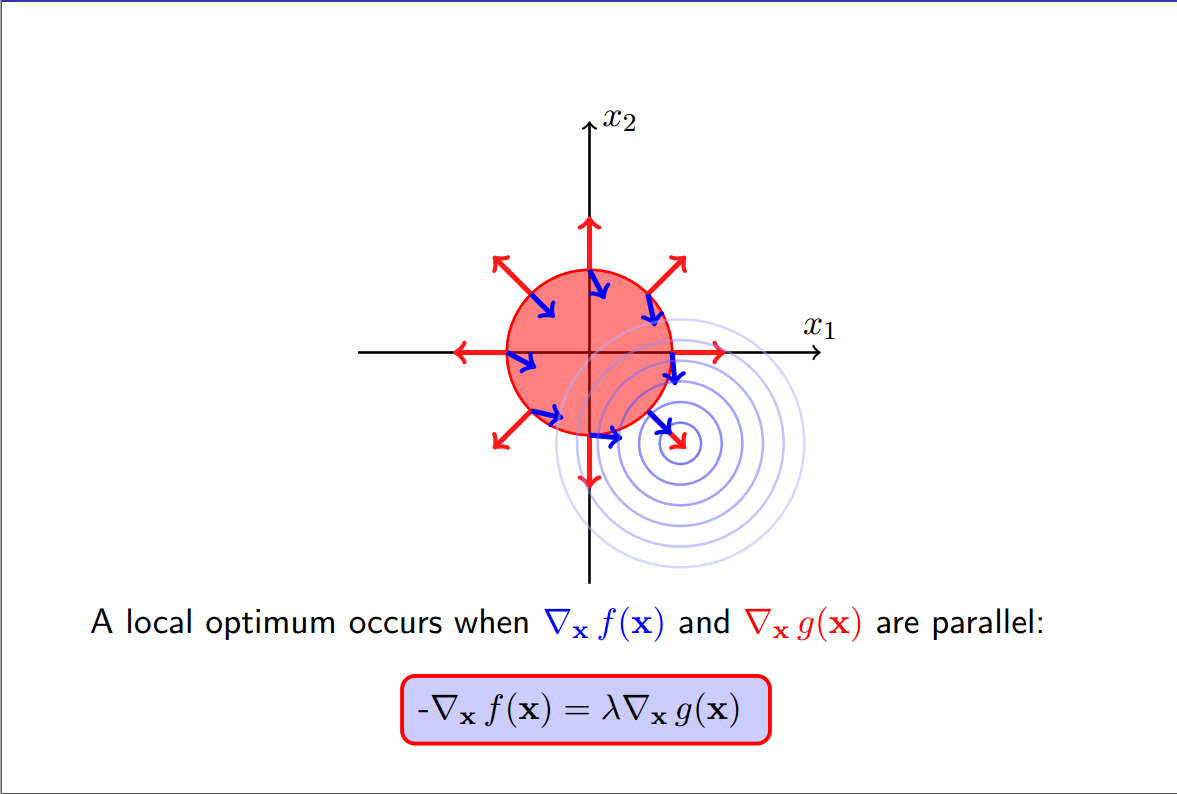 x₂
x₁
A local optimum occurs when ∇ₓ f(x) and ∇ₓ g(x) are parallel:
-∇ₓ f(x) = λ∇ₓ g(x)